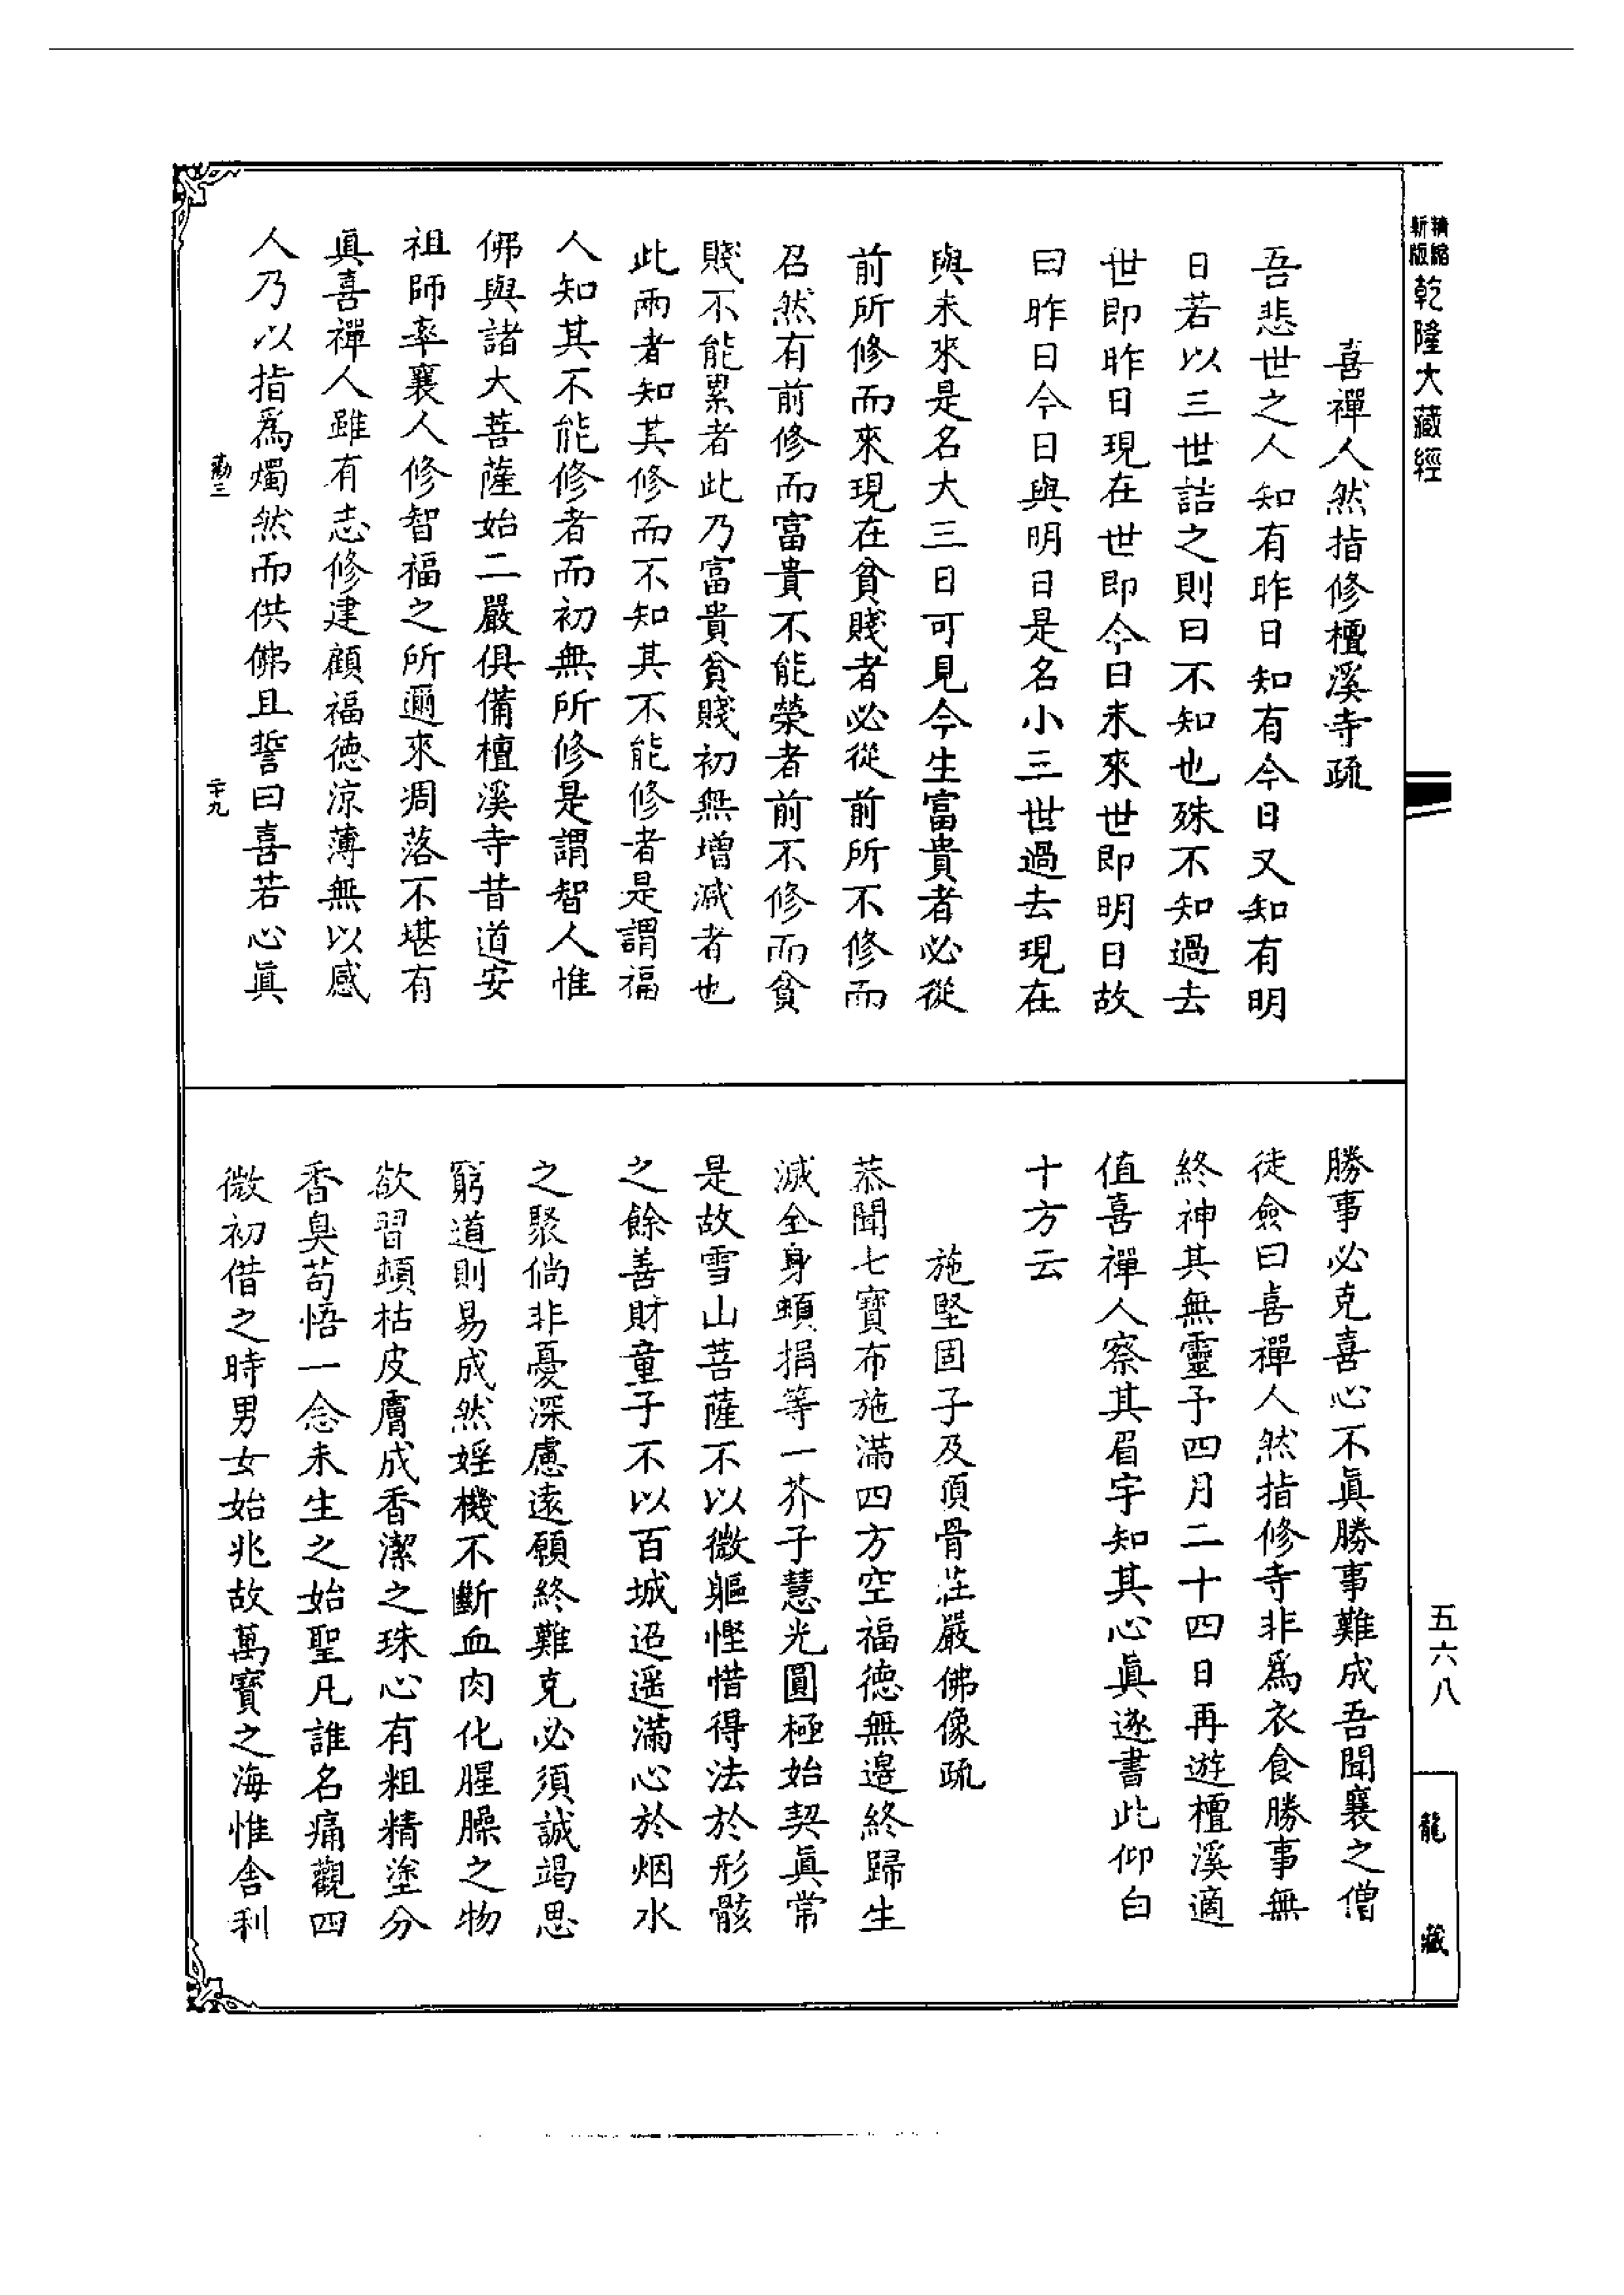 精縮
新版
乾隆大藏經
喜禪人然指修檀溪寺疏
吾悲世之人知有昨日知有今日又知有明
日若以三世詰之則曰不知也殊不知過去
世即昨日現在世即今日未來世即明日故
曰昨日今日與明日是名小三世過去現在
與未來是名大三日可見今生富貴者必從
前所修而來現在貧賤者必從前所不修而
召然有前修而富貴不能榮者前不修而貧
賤不能累者此乃富貴貧賤初無增減者也
此兩者知其修而不知其不能修者是謂福
人知其不能修者而初無所修是謂智人惟
佛與諸大菩薩始二嚴俱備檀溪寺昔道安
祖師率襄人修智福之所邇來凋落不堪有
真喜禪人雖有志修建顧福德涼薄無以感
人乃以指為燭然而供佛且誓曰喜若心真
勒三
二十九
勝事必克喜心不真勝事難成吾聞襄之僧
徒僉曰喜禪人然指修寺非為衣食勝事無
終神其無靈予四月二十四日再遊檀溪適
值喜禪人察其眉宇知其心真遂書此仰白
十方云
施堅固子及頂骨莊嚴佛像疏
恭聞七寶布施滿四方空福德無邊終歸生
滅全身頓捐等一芥子慧光圓極始契真常
是故雪山菩薩不以微軀慳惜得法於形骸
之餘善財童子不以百城迢遙滿心於烟水
之聚倘非憂深慮遠願終難克必須誠竭思
窮道則易成然婬機不斷血肉化腥臊之物
欲習頓枯皮膚成香潔之珠心有粗精塗分
香臭苟悟一念未生之始聖凡誰名痛觀四
微初借之時男女始兆故萬寶之海惟舍利
五六八
龍藏